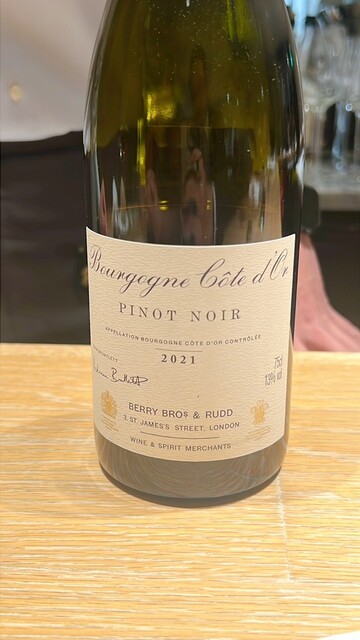 Bourgogne Côte d'Or
PINOT NOIR
APPELLATION BOURGOGNE CÔTE D'OR CONTRÔLÉE
2021
75cl
13% vol
BERRY BROS & RUDD
3, ST. JAMES'S STREET, LONDON
WINE & SPIRIT MERCHANTS